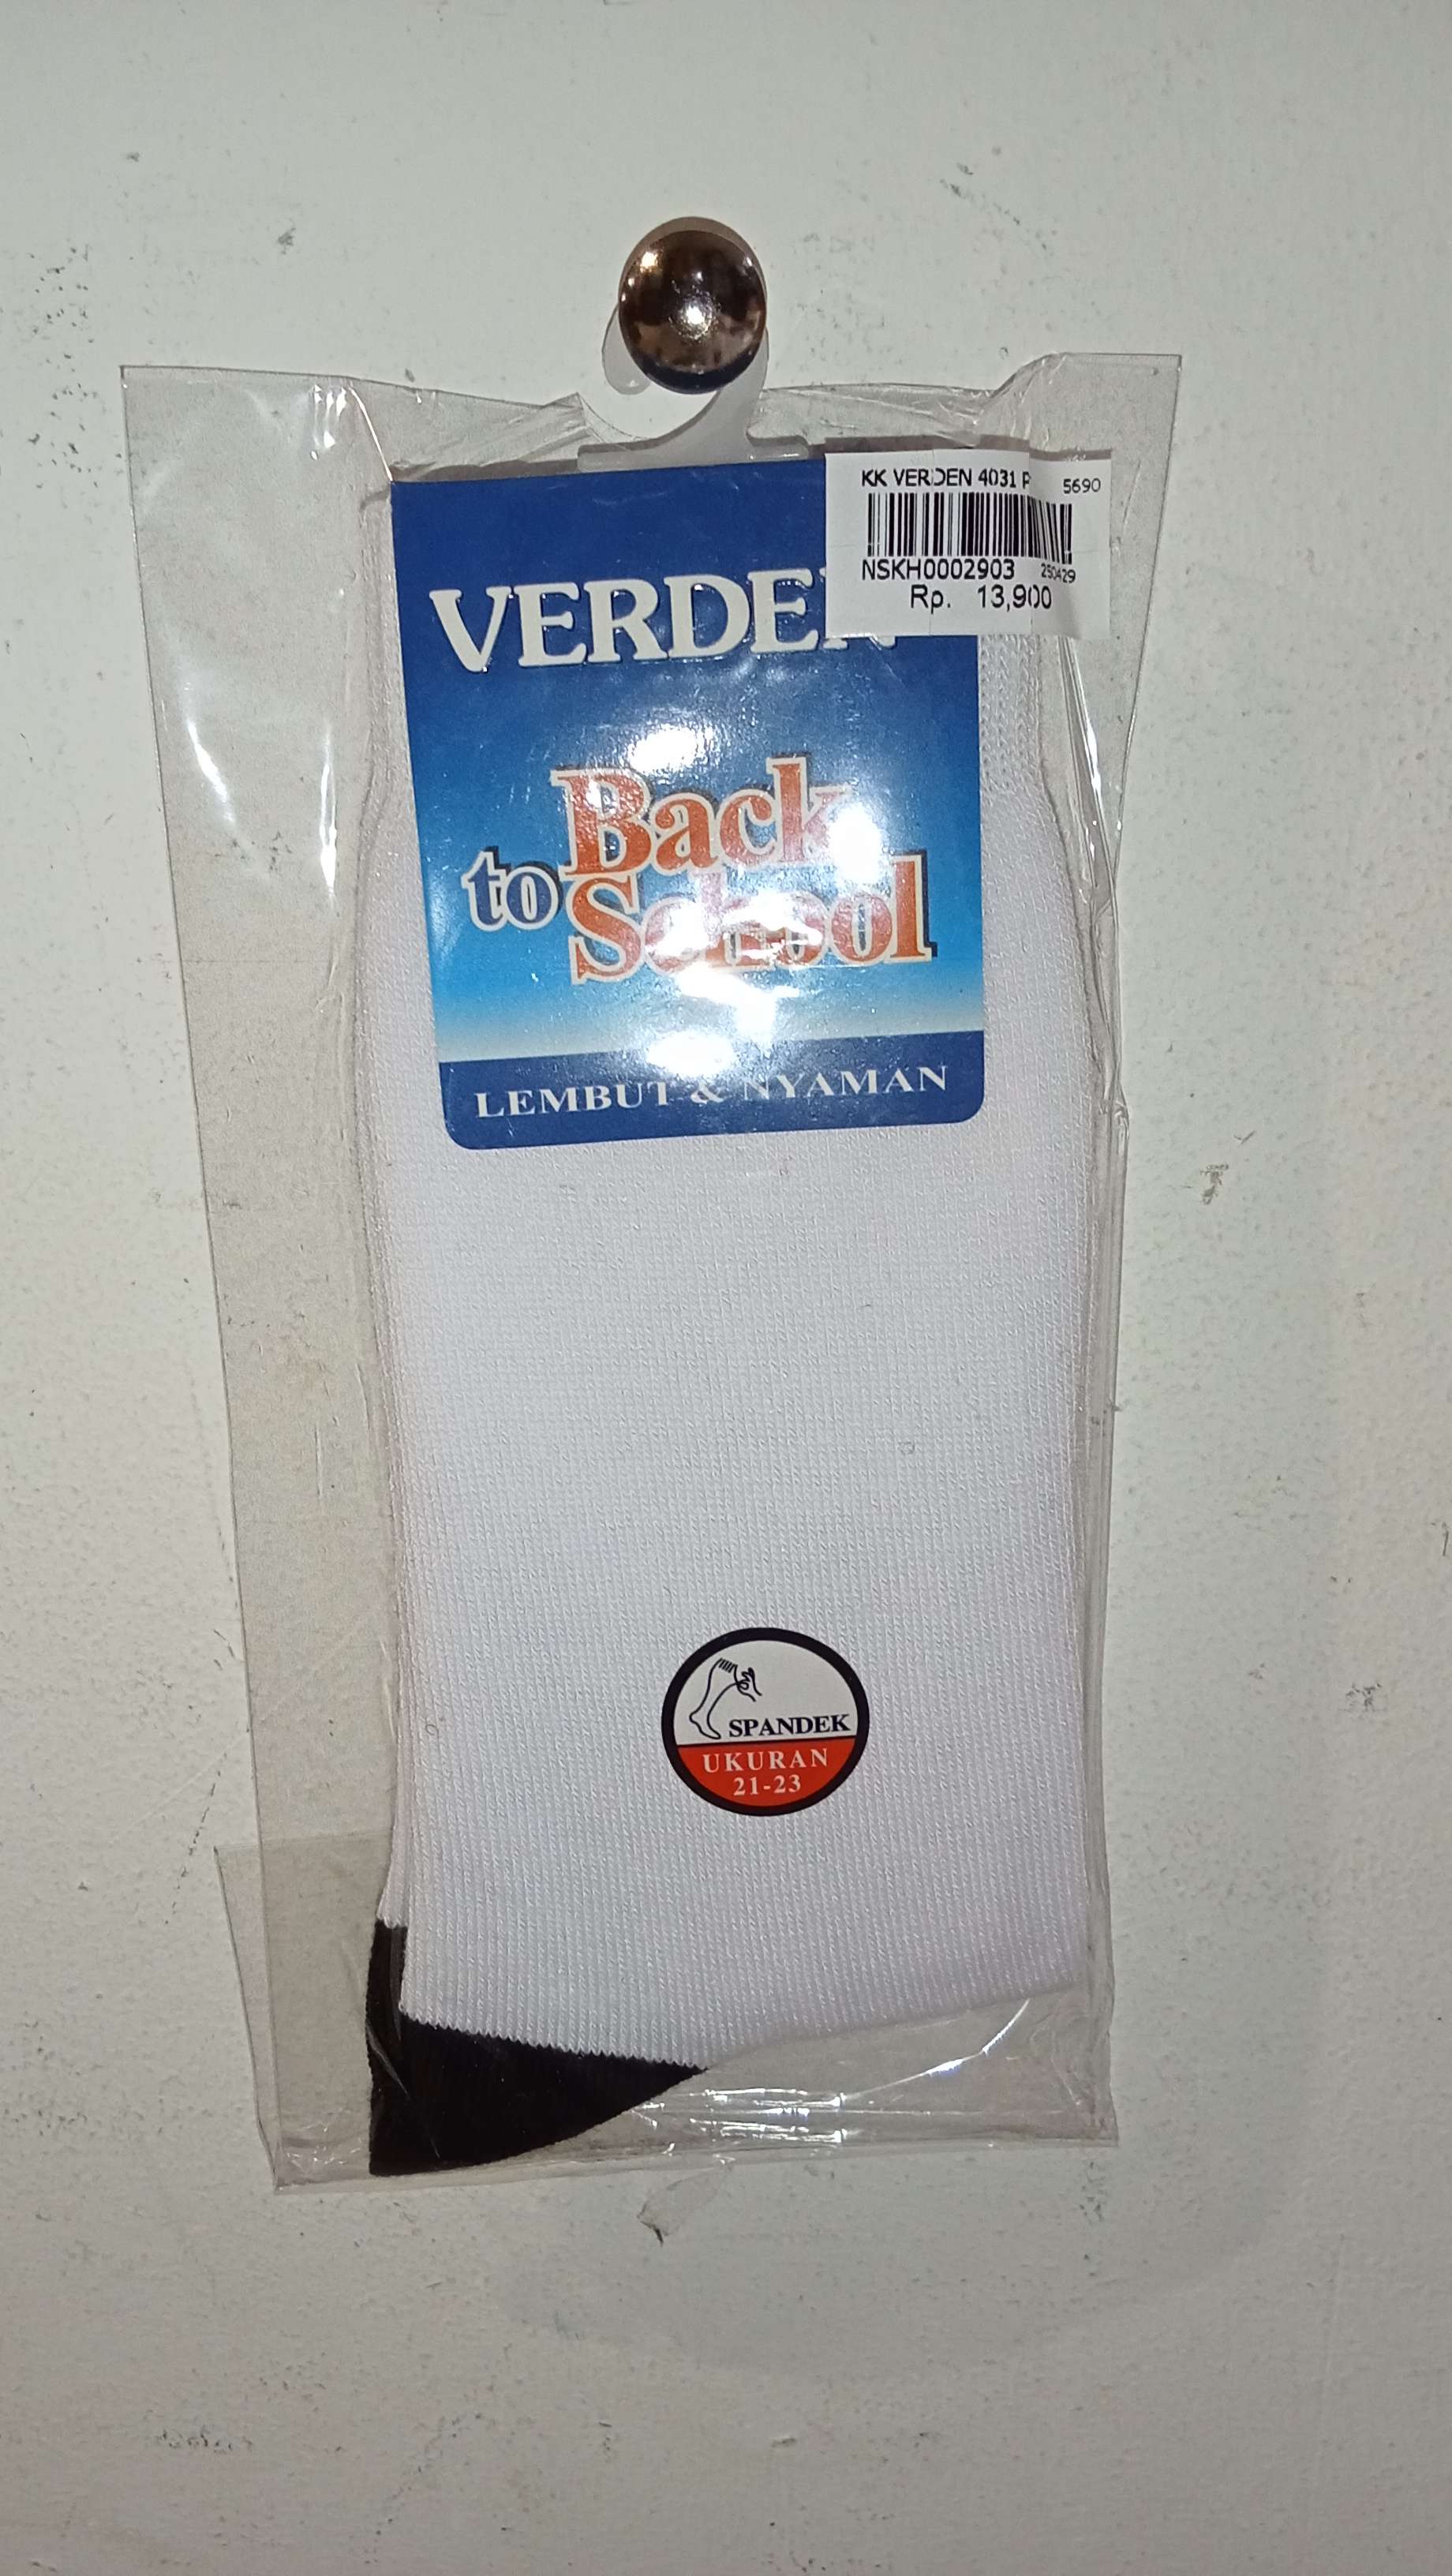 KK VERDEN 4031 5690
NSKH0002903 250429
Rp. 13,900
VERDEN
Back
to School
LEMBUT & NYAMAN
SPANDEK
UKURAN
21-23